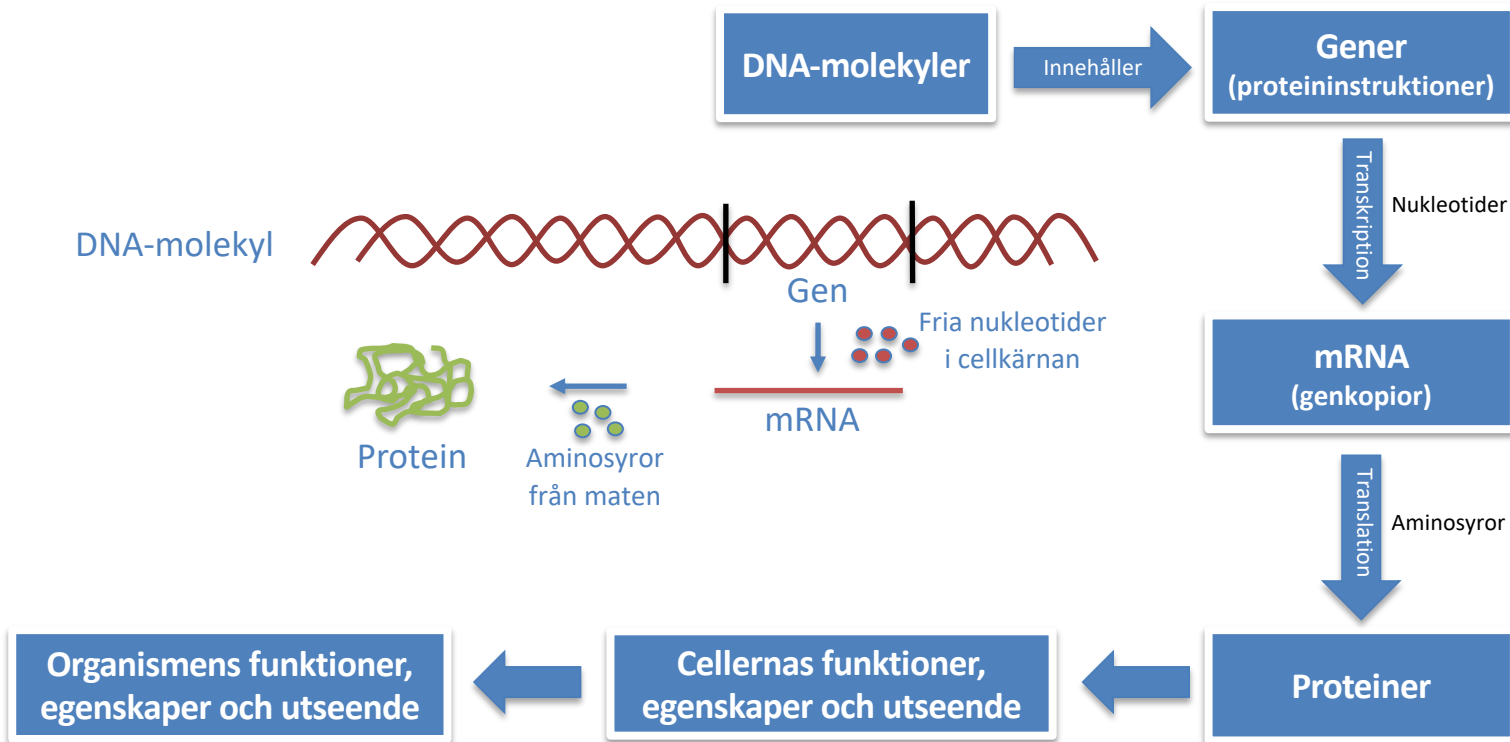 DNA-molekyler
Innehåller
Gener
(proteininstruktioner)
Transkription
Nukleotider
DNA-molekyl
Gen
Fria nukleotider
i cellkärnan
mRNA
(genkopior)
mRNA
Protein
Aminosyror
från maten
Translation
Aminosyror
Organismens funktioner,
egenskaper och utseende
Cellernas funktioner,
egenskaper och utseende
Proteiner